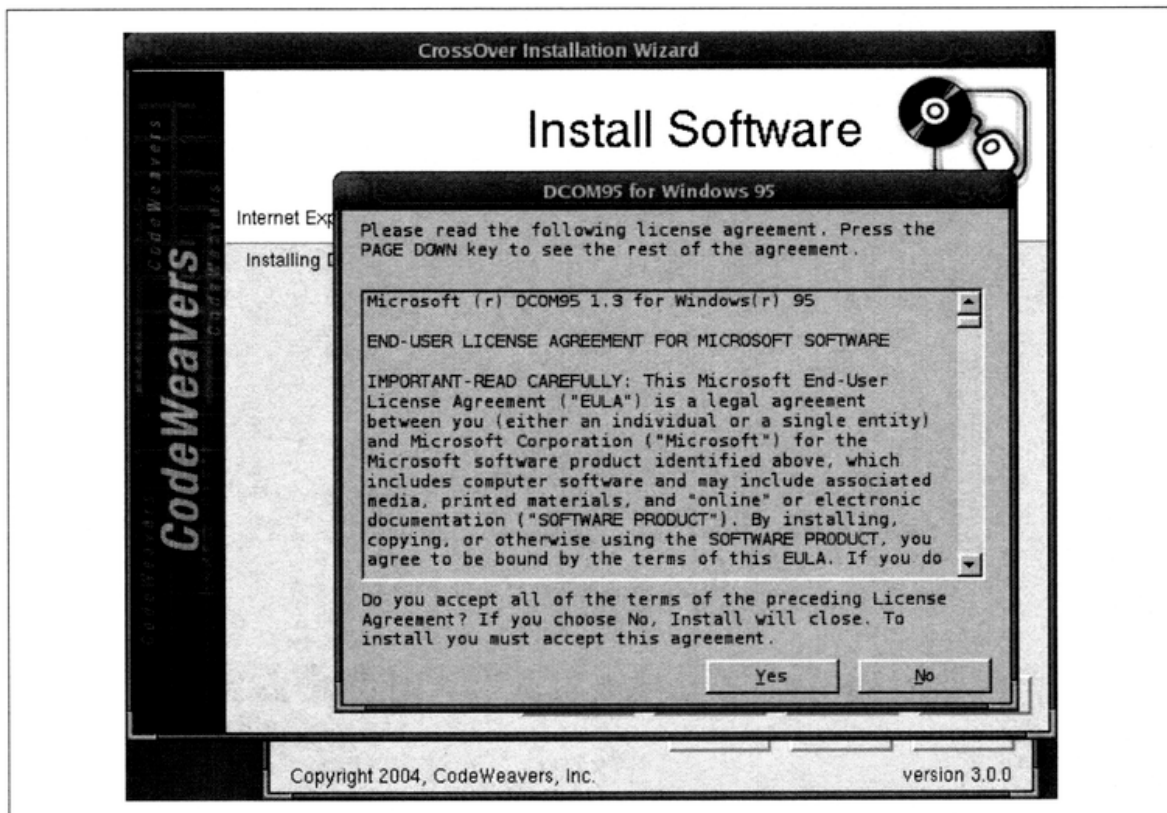 CrossOver Installation Wizard
Install Software
CodeWeavers
CodeWeavers
CodeWeavers
CodeWeavers
Internet Exp
Installing D
DCOM95 for Windows 95
Please read the following license agreement. Press the
PAGE DOWN key to see the rest of the agreement.
Microsoft (r) DCOM95 1.3 for Windows(r) 95
END-USER LICENSE AGREEMENT FOR MICROSOFT SOFTWARE
IMPORTANT-READ CAREFULLY: This Microsoft End-User
License Agreement ("EULA") is a legal agreement
between you (either an individual or a single entity)
and Microsoft Corporation ("Microsoft") for the
Microsoft software product identified above, which
includes computer software and may include associated
media, printed materials, and "online" or electronic
documentation ("SOFTWARE PRODUCT"). By installing,
copying, or otherwise using the SOFTWARE PRODUCT, you
agree to be bound by the terms of this EULA. If you do
Do you accept all of the terms of the preceding License
Agreement? If you choose No, Install will close. To
install you must accept this agreement.
Yes
No
Copyright 2004, CodeWeavers, Inc.
version 3.0.0